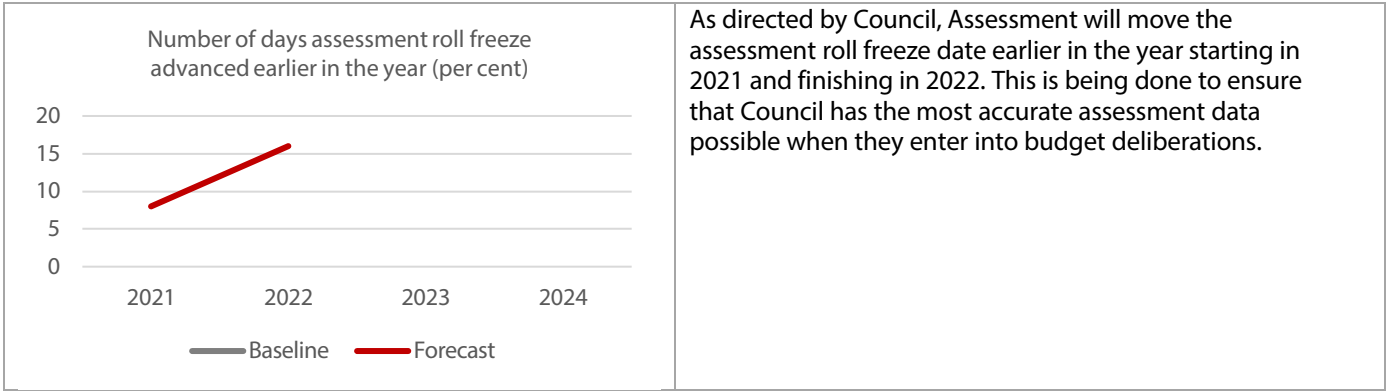 Number of days assessment roll freeze
advanced earlier in the year (per cent)
20
15
10
5
0
2021 2022 2023 2024
Baseline Forecast
As directed by Council, Assessment will move the
assessment roll freeze date earlier in the year starting in
2021 and finishing in 2022. This is being done to ensure
that Council has the most accurate assessment data
possible when they enter into budget deliberations.